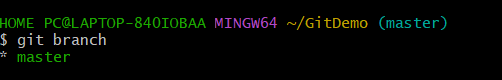 HOME PC@LAPTOP-840IOBAA MINGW64 ~/GitDemo (master)
$ git branch
* master